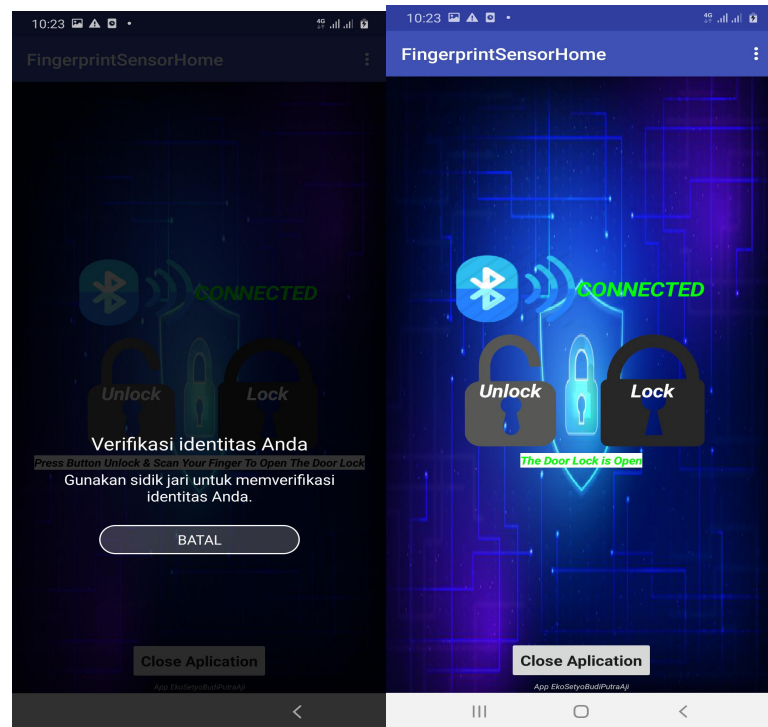 10:23
4G
FingerprintSensorHome
CONNECTED
Unlock
Lock
Verifikasi identitas Anda
Press Button Unlock & Scan Your Finger To Open The Door Lock
Gunakan sidik jari untuk memverifikasi
identitas Anda.
BATAL
Close Aplication
App EkoSetyoBudiPutraAji
10:23
4G
FingerprintSensorHome
CONNECTED
Unlock
Lock
The Door Lock is Open
Close Aplication
App EkoSetyoBudiPutraAji